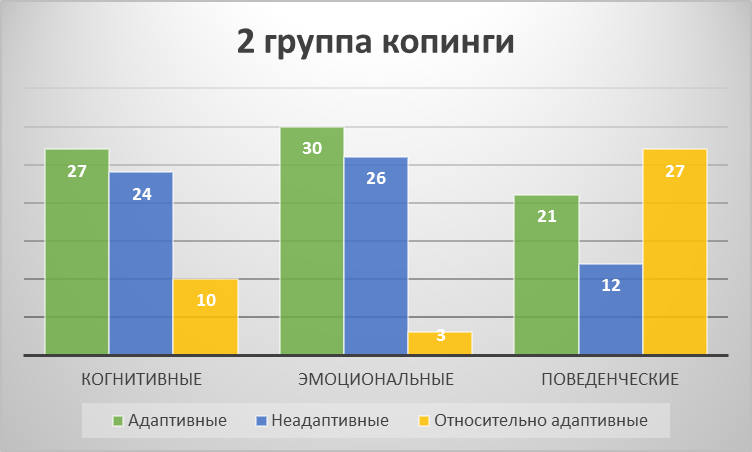 2 группа копинги
27
24
10
30
26
3
21
12
27
КОГНИТИВНЫЕ
ЭМОЦИОНАЛЬНЫЕ
ПОВЕДЕНЧЕСКИЕ
Адаптивные
Неадаптивные
Относительно адаптивные